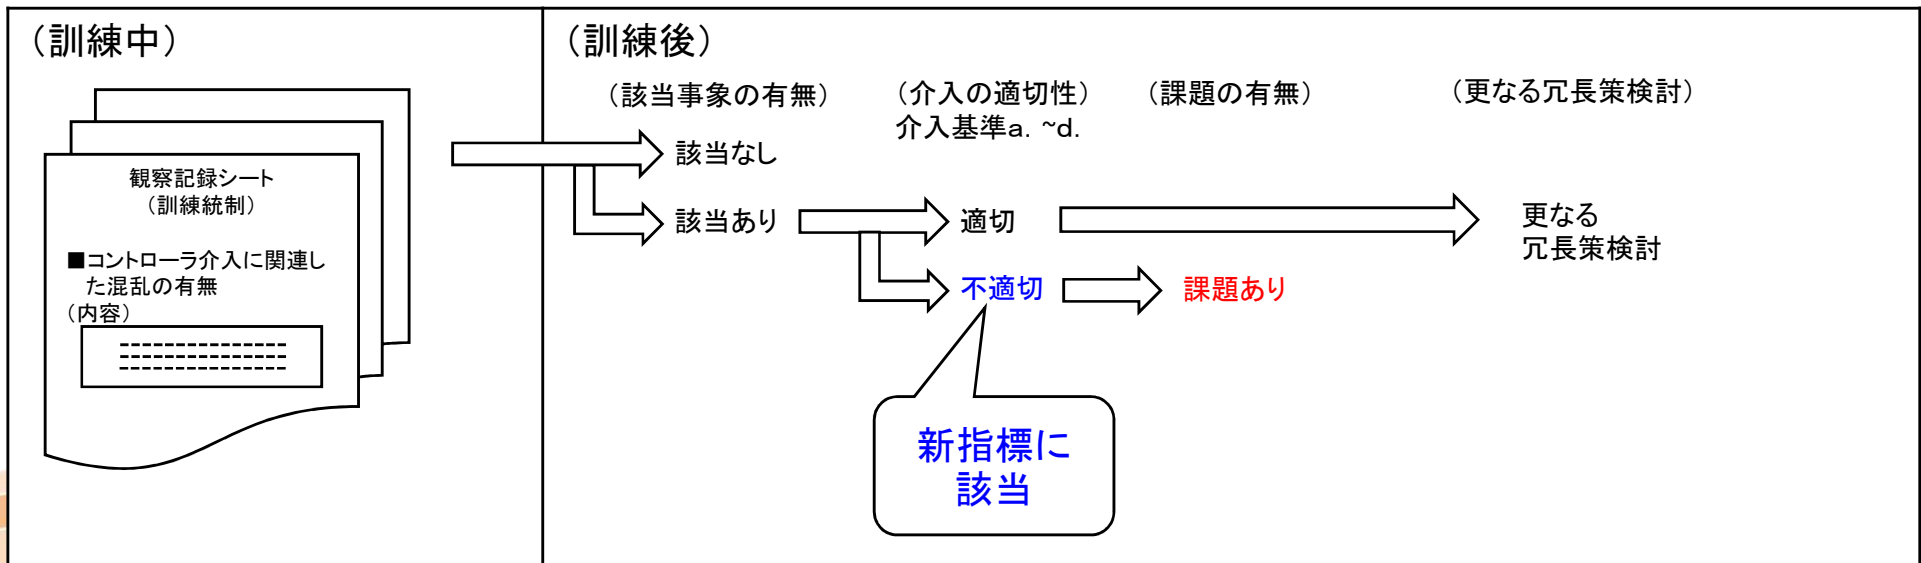 （訓練中）
観察記録シート
（訓練統制）
■コントローラ介入に関連し
た混乱の有無
（内容）
（訓練後）
（該当事象の有無）
（介入の適切性）
介入基準a. ~d.
（課題の有無）
（更なる冗長策検討）
該当なし
該当あり
適切
更なる
冗長策検討
不適切
課題あり
新指標に
該当